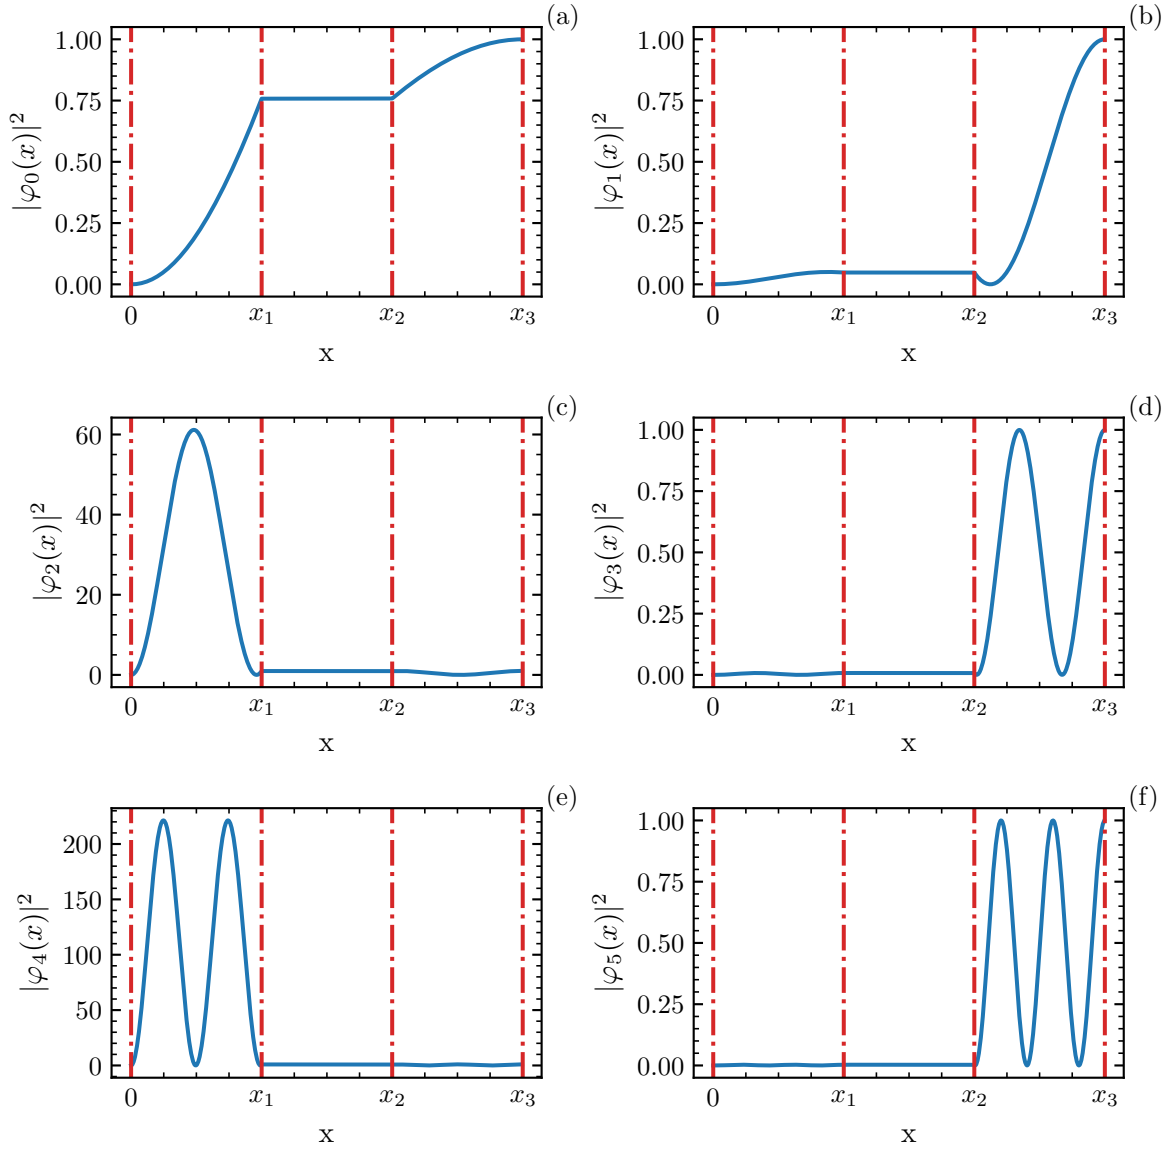 (a)
|φ₀(x)|²
1.00
0.75
0.50
0.25
0.00
0 x₁ x₂ x₃
x
(b)
|φ₁(x)|²
1.00
0.75
0.50
0.25
0.00
0 x₁ x₂ x₃
x
(c)
|φ₂(x)|²
60
40
20
0
0 x₁ x₂ x₃
x
(d)
|φ₃(x)|²
1.00
0.75
0.50
0.25
0.00
0 x₁ x₂ x₃
x
(e)
|φ₄(x)|²
200
150
100
50
0
0 x₁ x₂ x₃
x
(f)
|φ₅(x)|²
1.00
0.75
0.50
0.25
0.00
0 x₁ x₂ x₃
x